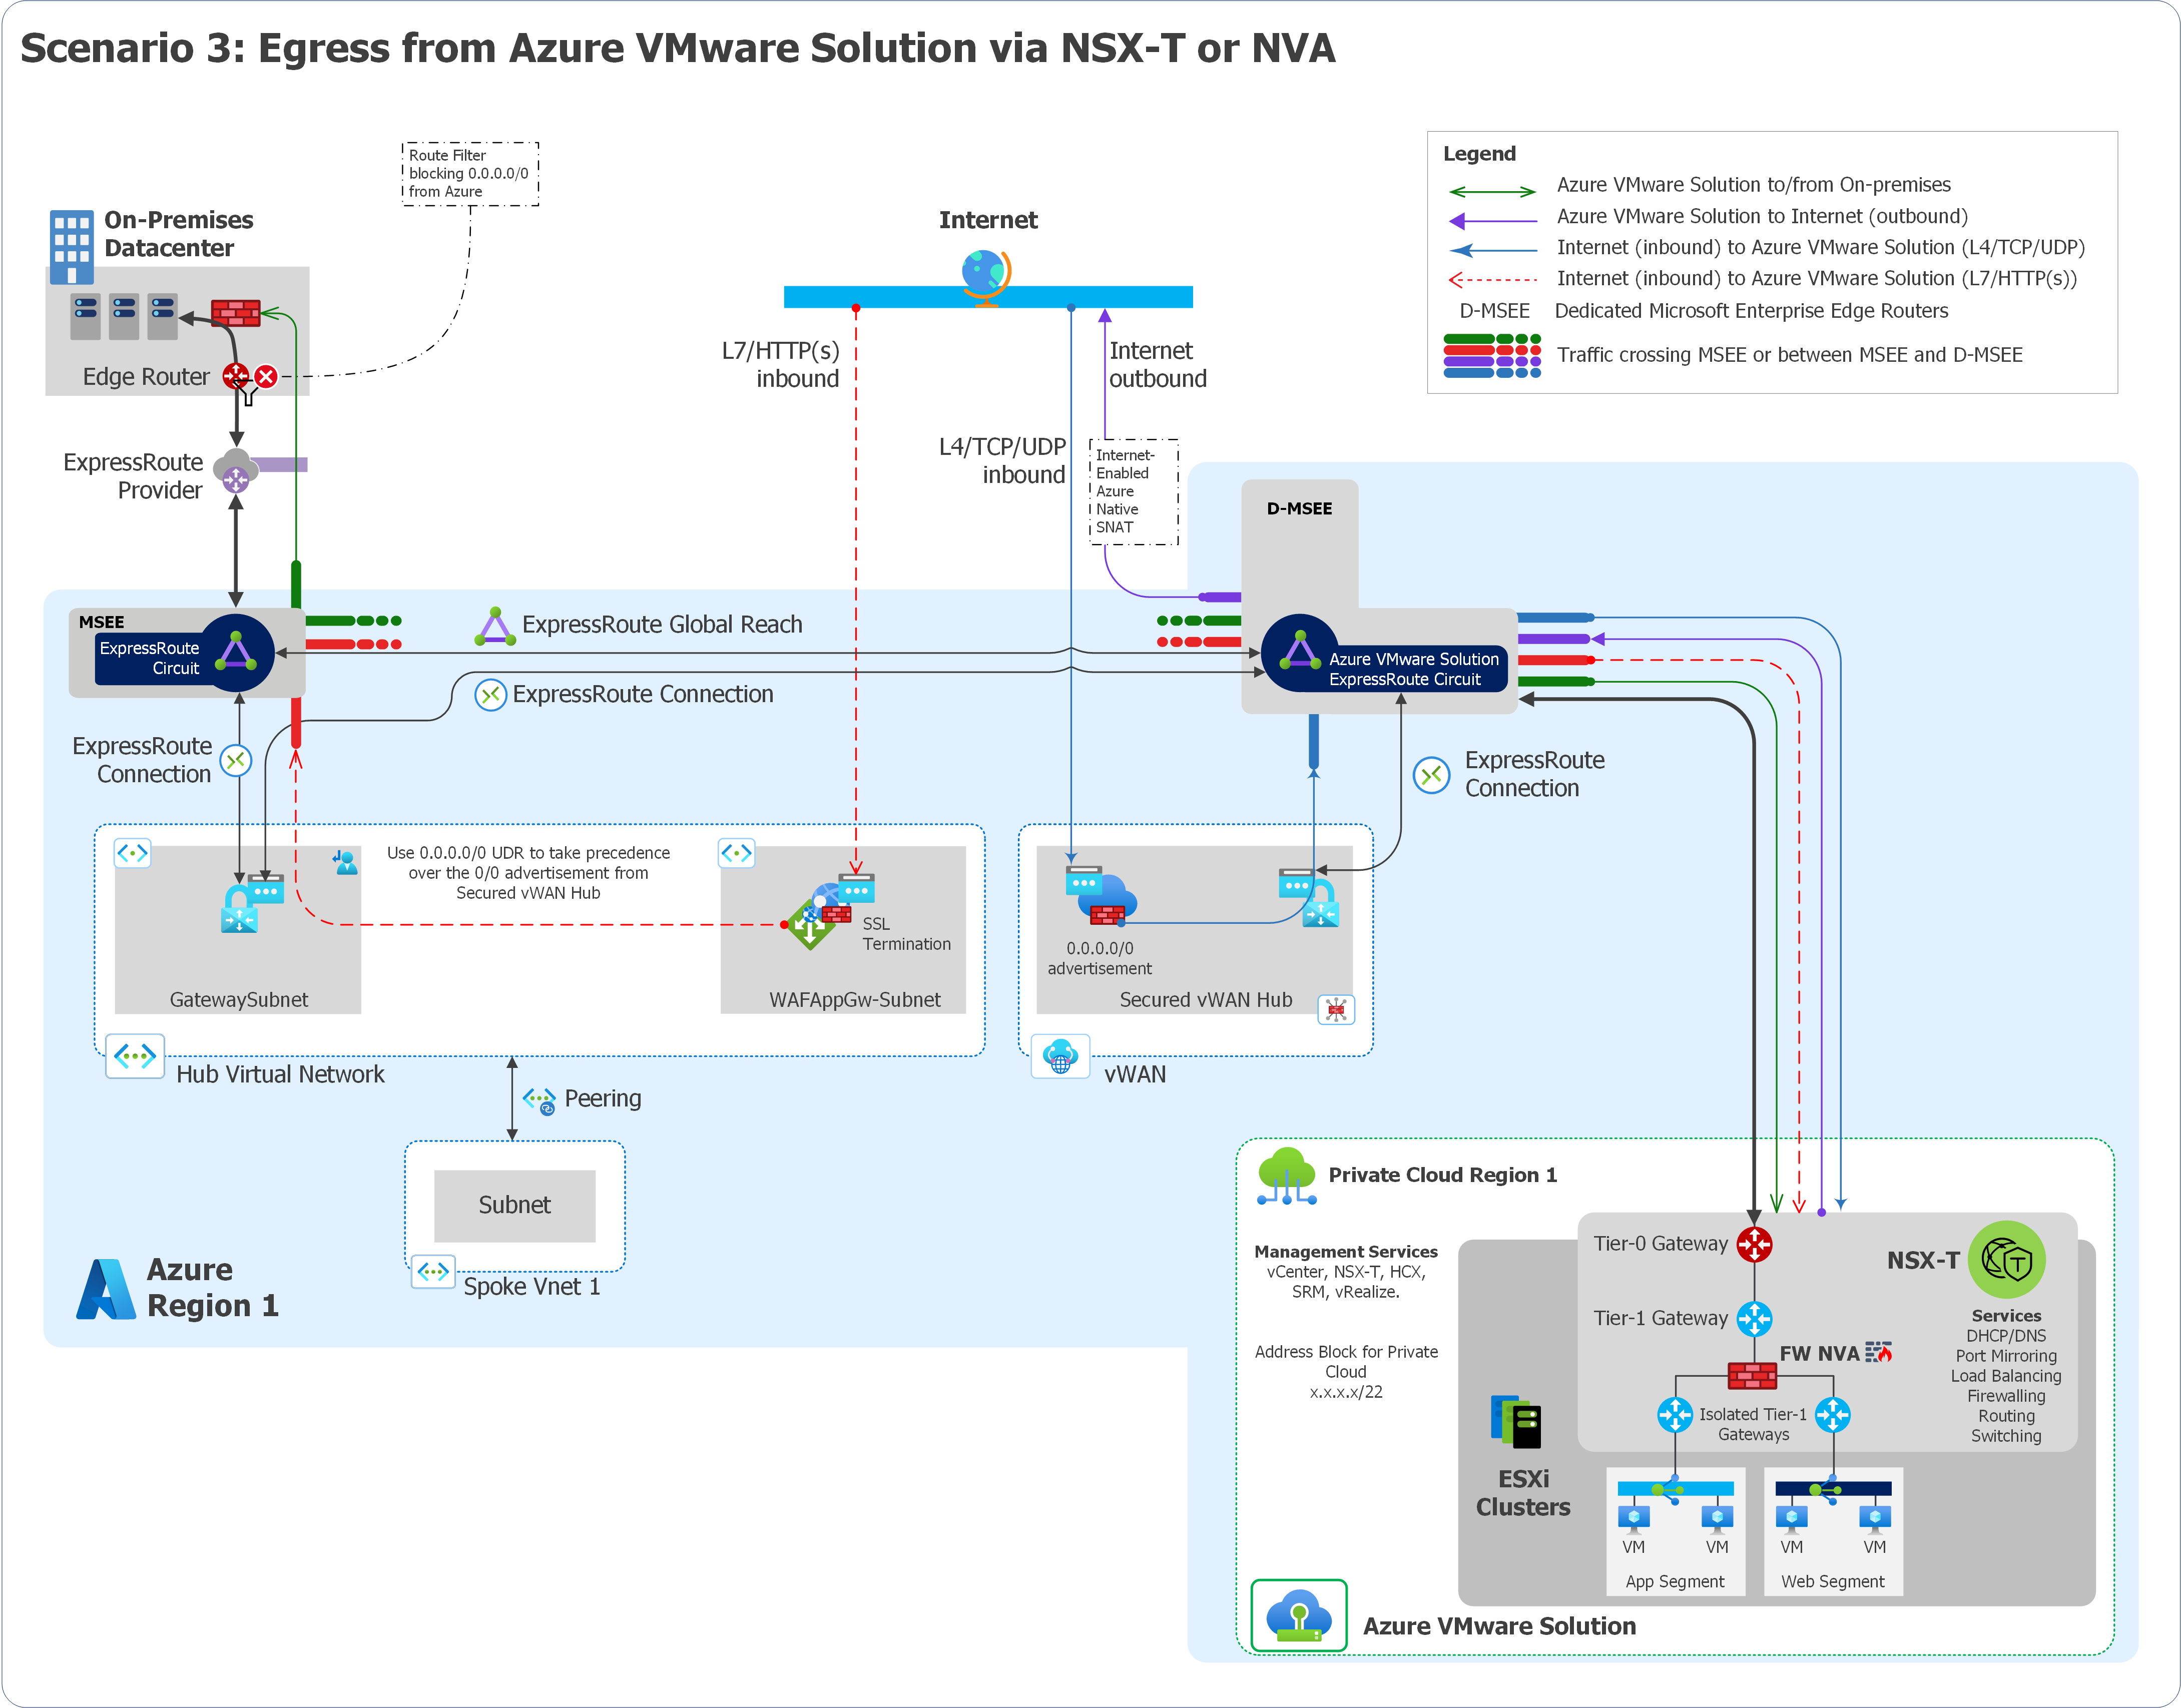 Scenario 3: Egress from Azure VMware Solution via NSX-T or NVA
Route Filter
blocking 0.0.0.0/0
from Azure
Legend
Azure VMware Solution to/from On-premises
Azure VMware Solution to Internet (outbound)
Internet (inbound) to Azure VMware Solution (L4/TCP/UDP)
Internet (inbound) to Azure VMware Solution (L7/HTTP(s))
D-MSEE Dedicated Microsoft Enterprise Edge Routers
Traffic crossing MSEE or between MSEE and D-MSEE
On-Premises
Datacenter
Edge Router
ExpressRoute
Provider
Internet
L7/HTTP(s)
inbound
Internet
outbound
L4/TCP/UDP
inbound
Internet-
Enabled
Azure
Native
SNAT
D-MSEE
MSEE
ExpressRoute
Circuit
ExpressRoute Global Reach
ExpressRoute Connection
Azure VMware Solution
ExpressRoute Circuit
ExpressRoute
Connection
ExpressRoute
Connection
Use 0.0.0.0/0 UDR to take precedence
over the 0/0 advertisement from
Secured vWAN Hub
GatewaySubnet
SSL
Termination
WAFAppGw-Subnet
Hub Virtual Network
0.0.0.0/0
advertisement
Secured vWAN Hub
vWAN
Peering
Subnet
Spoke Vnet 1
Azure
Region 1
Private Cloud Region 1
Management Services
vCenter, NSX-T, HCX,
SRM, vRealize.
Address Block for Private
Cloud
x.x.x.x/22
Tier-0 Gateway
NSX-T
T
Tier-1 Gateway
FW NVA
Isolated Tier-1
Gateways
Services
DHCP/DNS
Port Mirroring
Load Balancing
Firewalling
Routing
Switching
ESXi
Clusters
VM
VM
App Segment
VM
VM
Web Segment
Azure VMware Solution